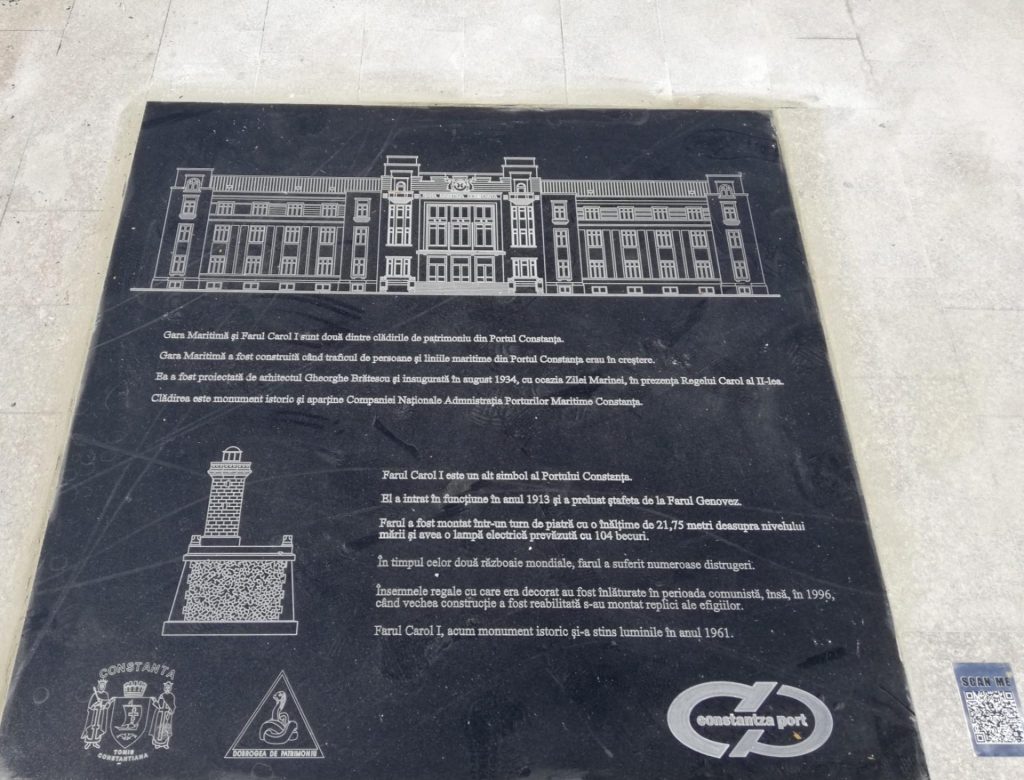 Gara Maritimă și Farul Carol I sunt două dintre clădirile de patrimoniu din Portul Constanța.
Gara Maritimă a fost construită când traficul de persoane și liniile maritime din Portul Constanța erau în creștere.
Ea a fost proiectată de arhitectul Gheorghe Brătescu și insugurată în august 1934, cu ocazia Zilei Marinei, în prezența Regelui Carol al II-lea.
Clădirea este monument istoric și aparține Companiei Naționale Admnistrația Porturilor Maritime Constanța.
Farul Carol I este un alt simbol al Portului Constanța.
El a intrat în funcțiune în anul 1913 și a preluat ștafeta de la Farul Genovez.
Farul a fost montat într-un turn de piatră cu o înălțime de 21,75 metri deasupra nivelului
mării și avea o lampă electrică prevăzută cu 104 becuri.
În timpul celor două războaie mondiale, farul a suferit numeroase distrugeri.
Însemnele regale cu care era decorat au fost înlăturate în perioada comunistă, însă, în 1996,
când vechea construcție a fost reabilitată s-au montat replici ale efigiilor.
Farul Carol I, acum monument istoric și-a stins luminile în anul 1961.
CONSTANTA
TOMIS
CONSTANTIANA
DOBROGEA DE PATRIMONIU
constantza port
SCAN ME